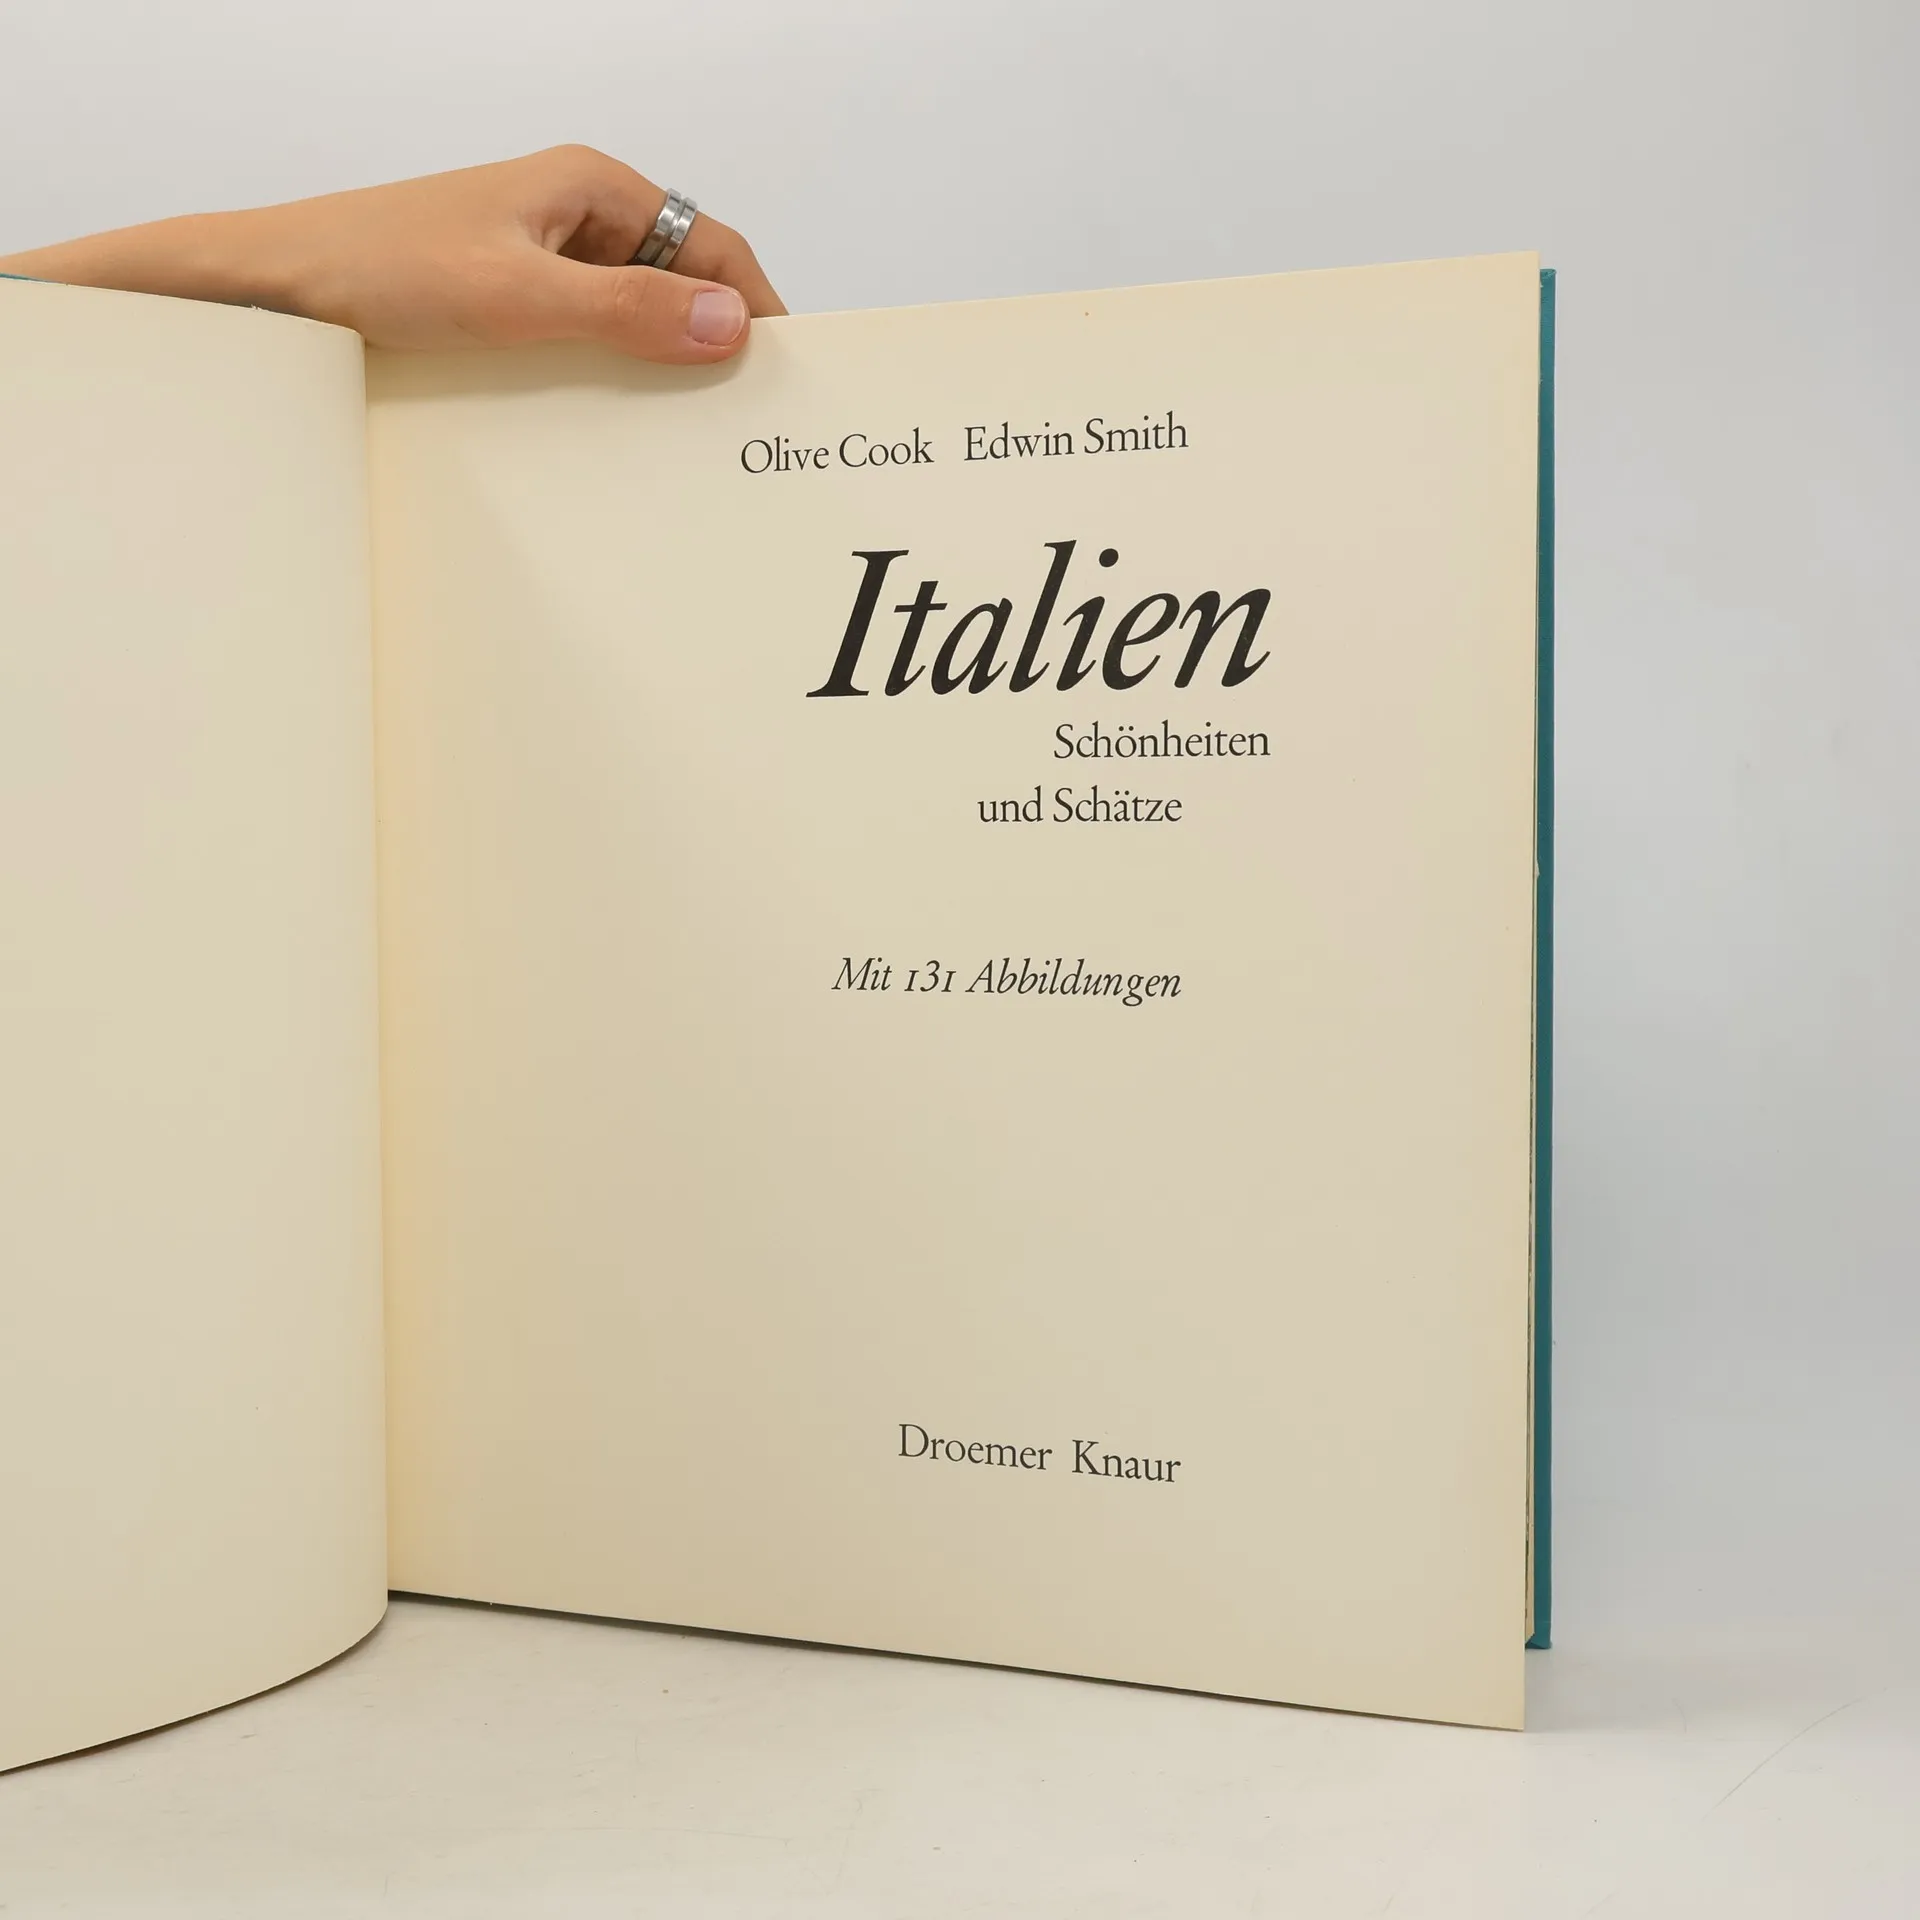 Olive Cook Edwin Smith
Italien
Schönheiten
und Schätze
Mit 131 Abbildungen
Droemer Knaur